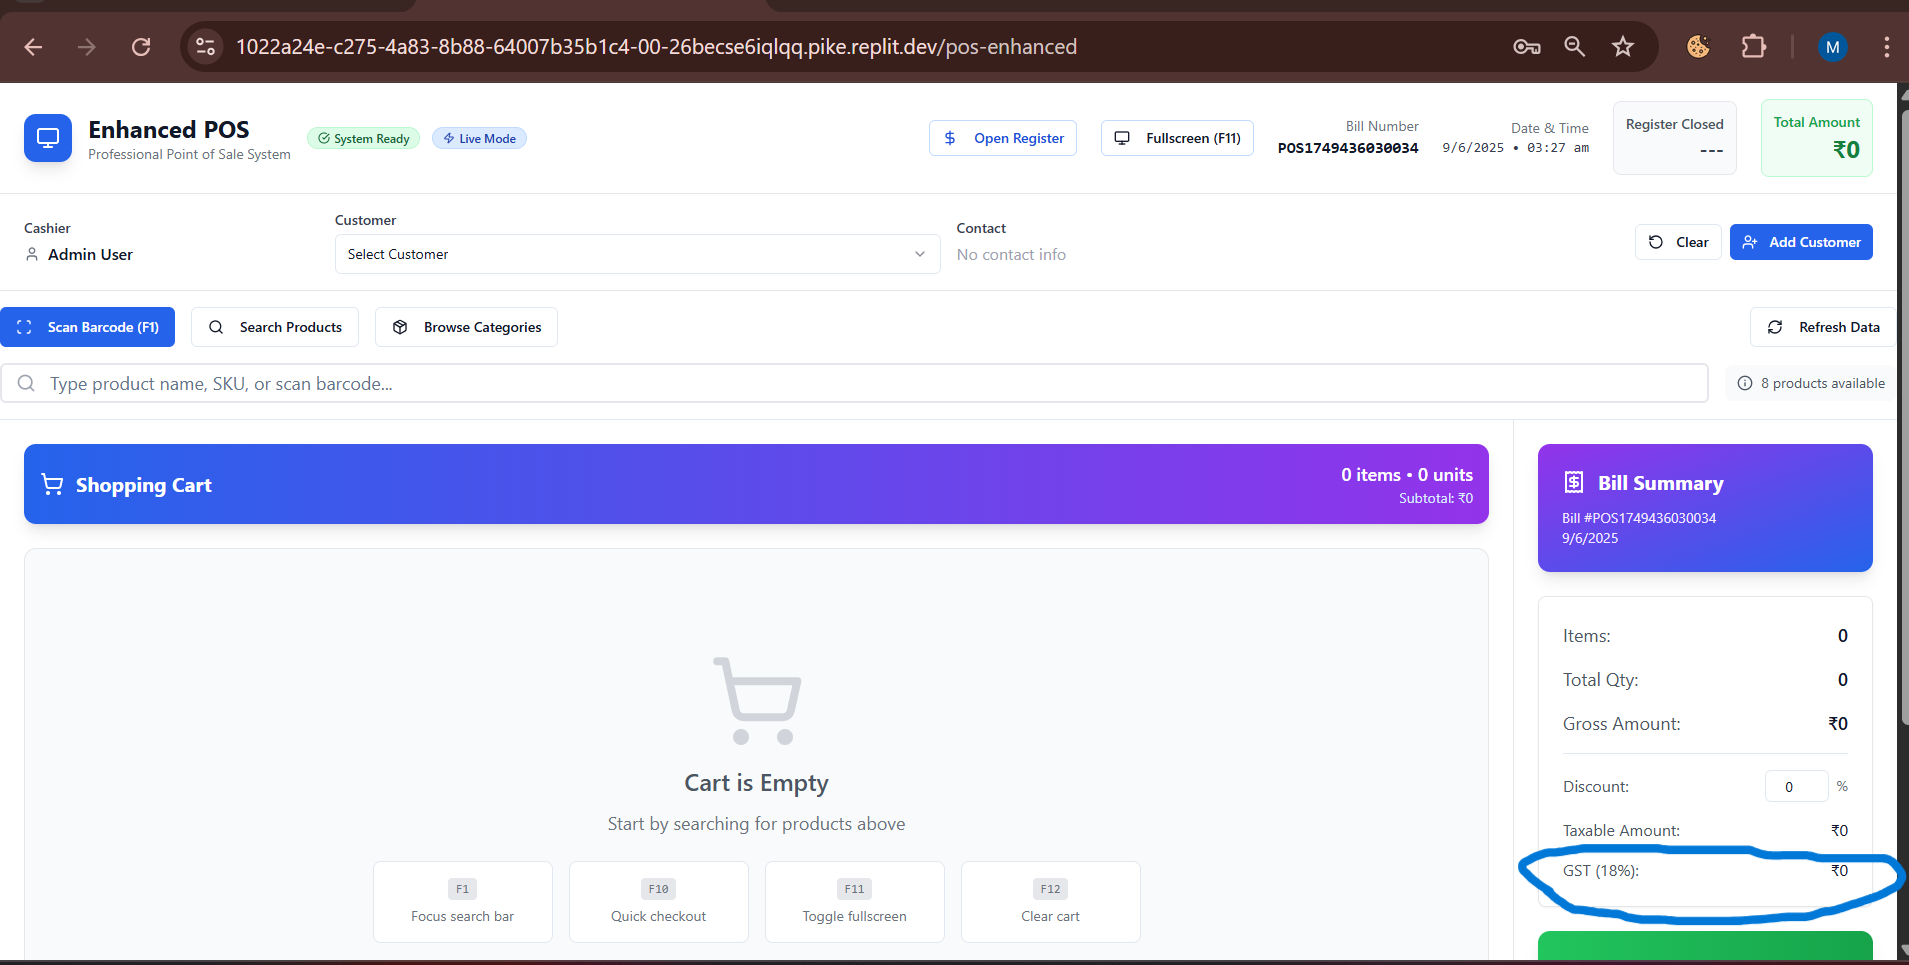 1022a24e-c275-4a83-8b88-64007b35b1c4-00-26becse6iqlqq.pike.replit.dev/pos-enhanced
M
Enhanced POS
Professional Point of Sale System
System Ready
Live Mode
Open Register
Fullscreen (F11)
Bill Number
POS1749436030034
Date & Time
9/6/2025 • 03:27 am
Register Closed
---
Total Amount
₹0
Cashier
Admin User
Customer
Select Customer
Contact
No contact info
Clear
Add Customer
Scan Barcode (F1)
Search Products
Browse Categories
Refresh Data
Type product name, SKU, or scan barcode...
8 products available
Shopping Cart
0 items • 0 units
Subtotal: ₹0
Cart is Empty
Start by searching for products above
F1
Focus search bar
F10
Quick checkout
F11
Toggle fullscreen
F12
Clear cart
Bill Summary
Bill #POS1749436030034
9/6/2025
Items: 0
Total Qty: 0
Gross Amount: ₹0
Discount: 0 %
Taxable Amount: ₹0
GST (18%): ₹0